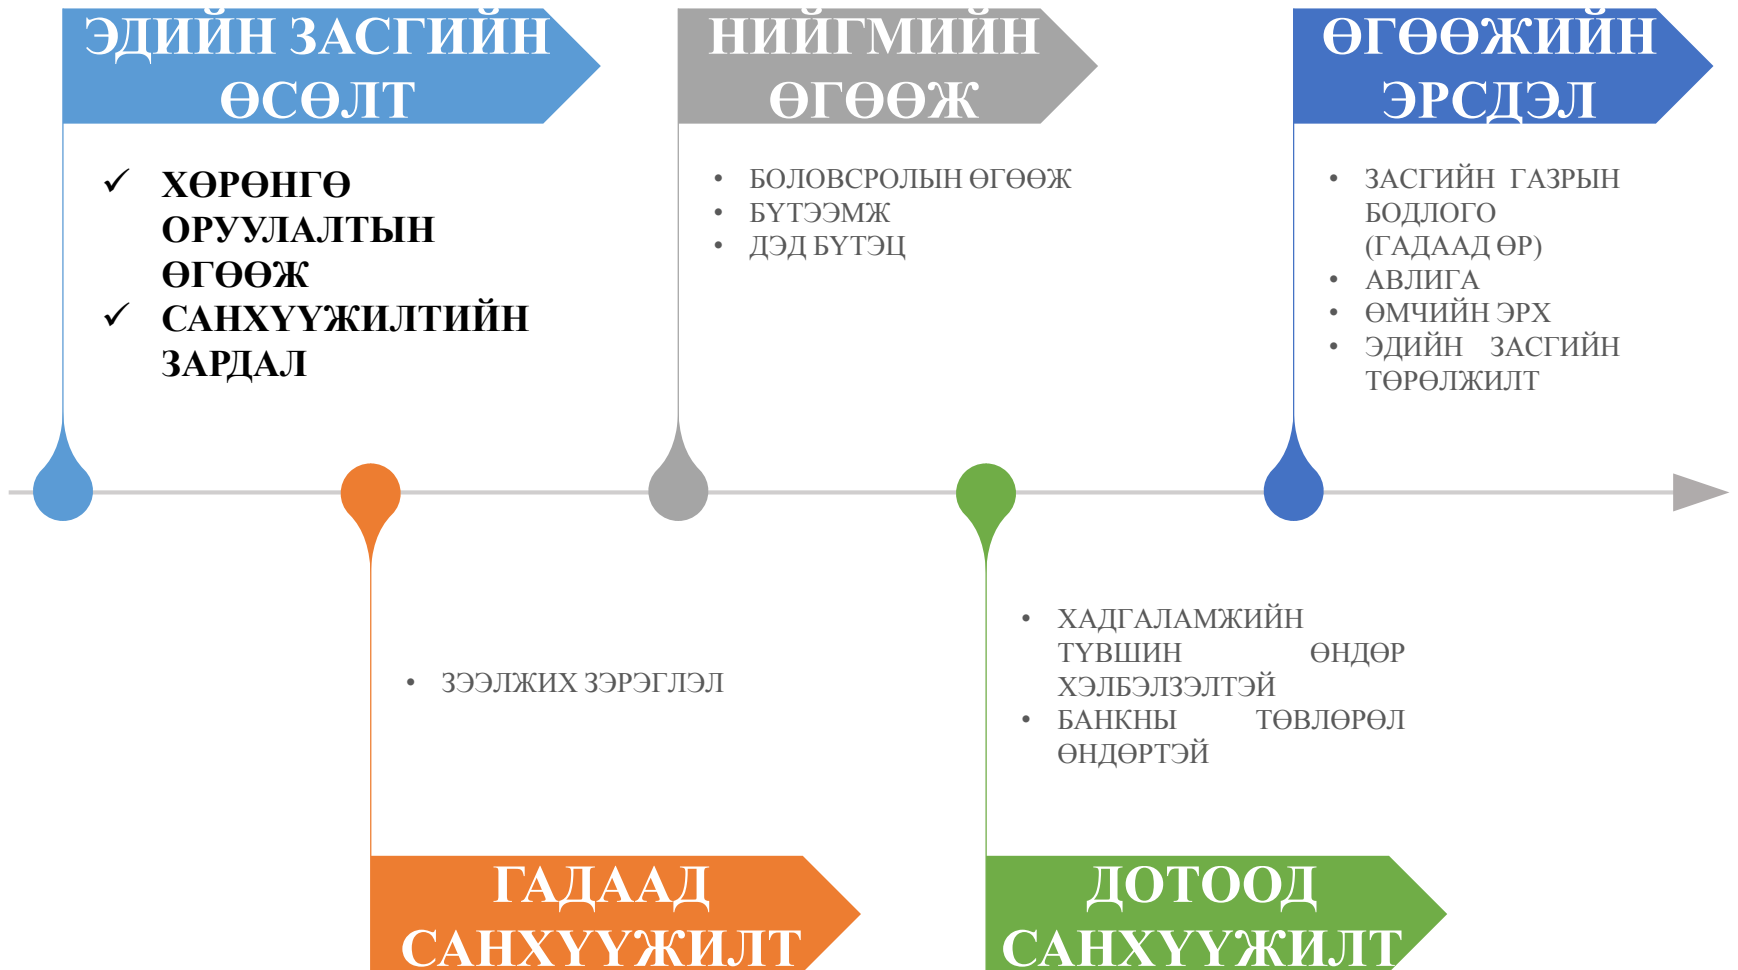 ЭДИЙН ЗАСГИЙН
ӨСӨЛТ
ХӨРӨНГӨ
ОРУУЛАЛТЫН
ӨГӨӨЖ
САНХҮҮЖИЛТИЙН
ЗАРДАЛ
НИЙГМИЙН
ӨГӨӨЖ
БОЛОВСРОЛЫН ӨГӨӨЖ
БҮТЭЭМЖ
ДЭД БҮТЭЦ
ӨГӨӨЖИЙН
ЭРСДЭЛ
ЗАСГИЙН ГАЗРЫН
БОДЛОГО
(ГАДААД ӨР)
АВЛИГА
ӨМЧИЙН ЭРХ
ЭДИЙН ЗАСГИЙН
ТӨРӨЛЖИЛТ
ЗЭЭЛЖИХ ЗЭРЭГЛЭЛ
ГАДААД
САНХҮҮЖИЛТ
ХАДГАЛАМЖИЙН
ТҮВШИН ӨНДӨР
ХЭЛБЭЛЗЭЛТЭЙ
БАНКНЫ ТӨВЛӨРӨЛ
ӨНДӨРТЭЙ
ДОТООД
САНХҮҮЖИЛТ